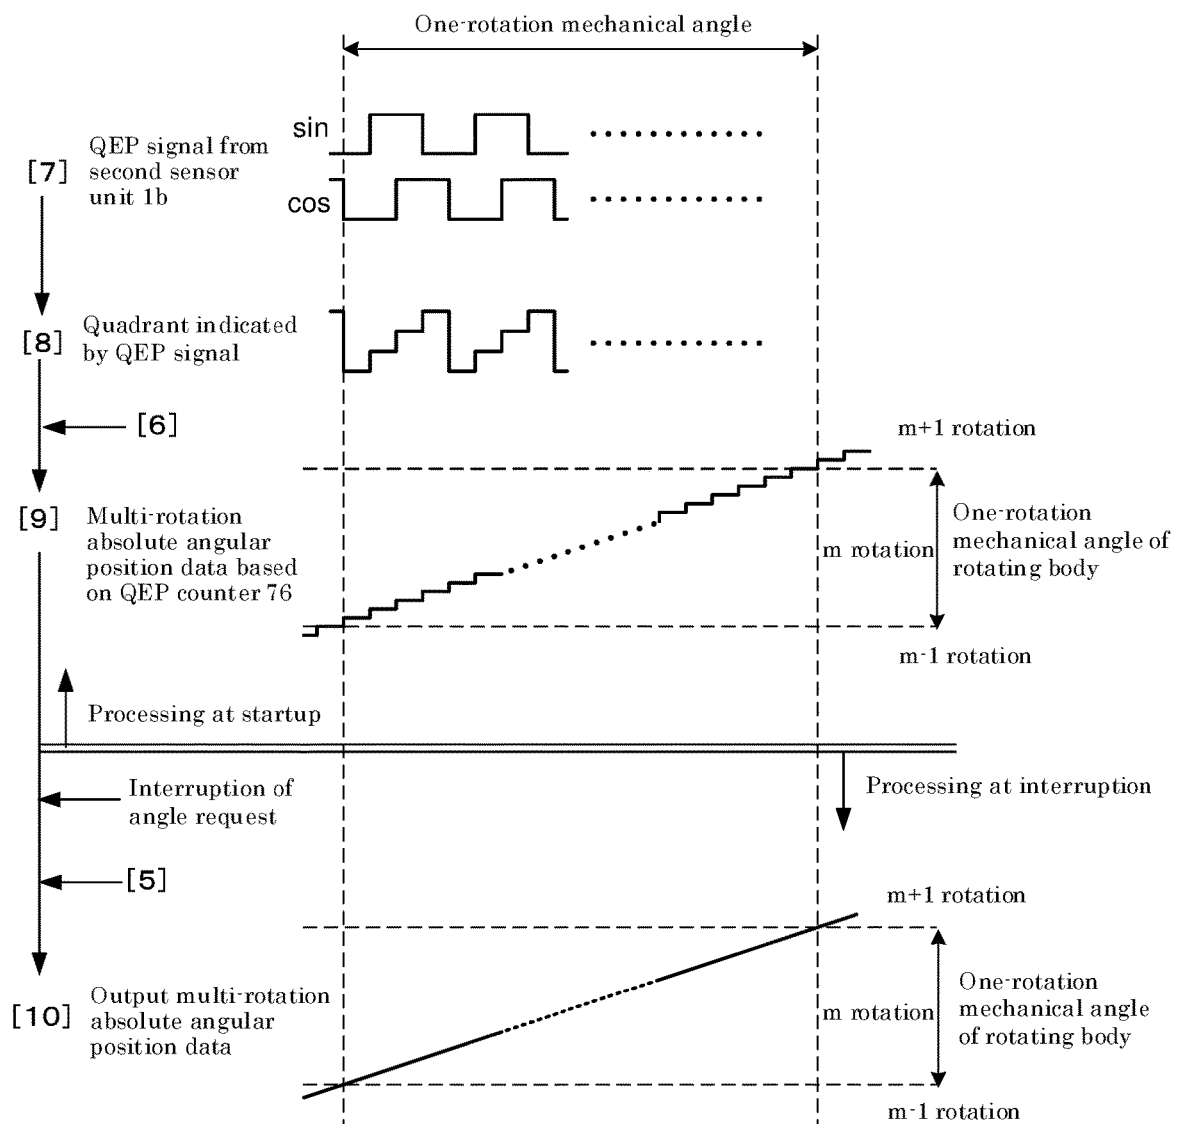 One-rotation mechanical angle
sin
[7]
QEP signal from
second sensor
unit 1b
cos
[8]
Quadrant indicated
by QEP signal
[6]
m+1 rotation
[9]
Multi-rotation
absolute angular
position data based
on QEP counter 76
m rotation
One-rotation
mechanical angle of
rotating body
m-1 rotation
Processing at startup
Interruption of
angle request
Processing at interruption
[5]
m+1 rotation
[10]
Output multi-rotation
absolute angular
position data
m rotation
One-rotation
mechanical angle
of rotating body
m-1 rotation